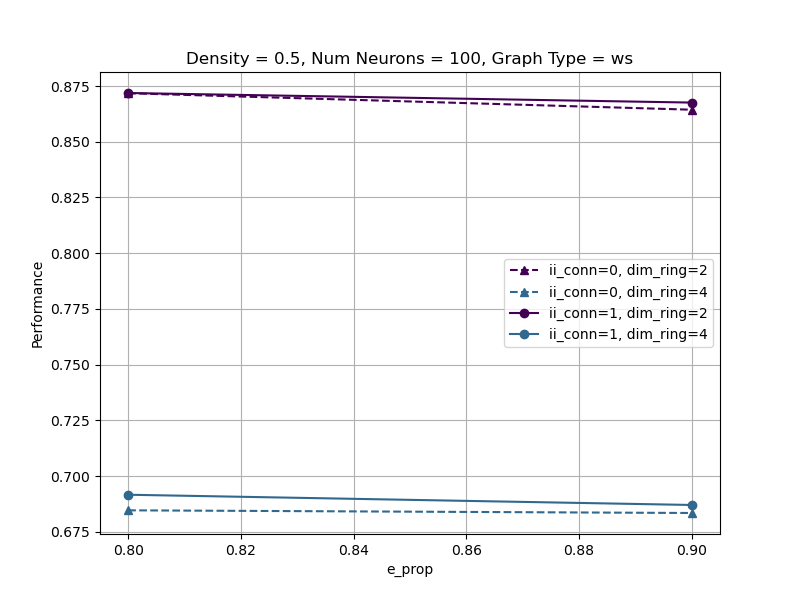 Density = 0.5, Num Neurons = 100, Graph Type = ws
Performance
0.875
0.850
0.825
0.800
0.775
0.750
0.725
0.700
0.675
ii_conn=0, dim_ring=2
ii_conn=0, dim_ring=4
ii_conn=1, dim_ring=2
ii_conn=1, dim_ring=4
0.80 0.82 0.84 0.86 0.88 0.90
e_prop